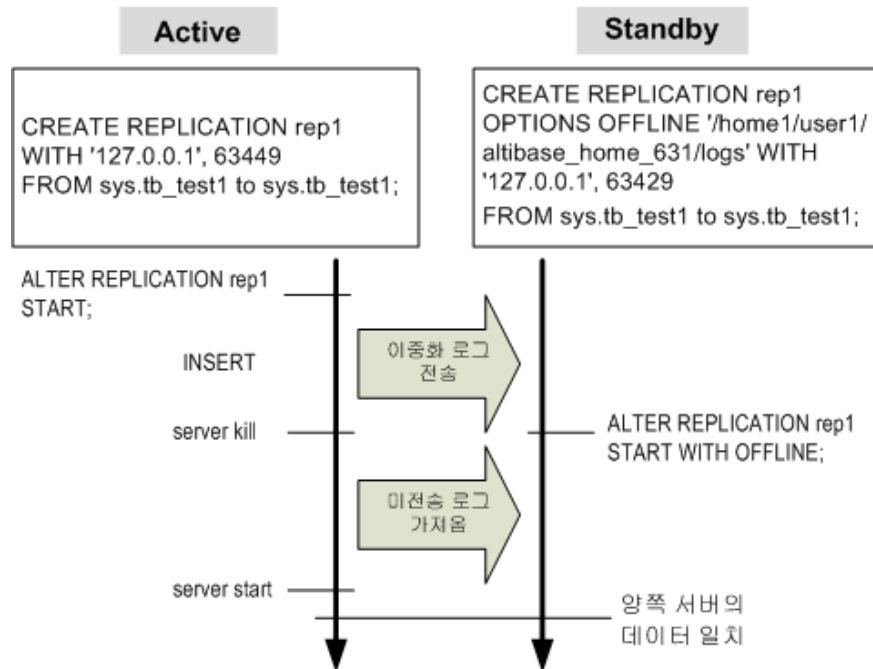 Active
Standby
CREATE REPLICATION rep1
WITH '127.0.0.1', 63449
FROM sys.tb_test1 to sys.tb_test1;
CREATE REPLICATION rep1
OPTIONS OFFLINE '/home1/user1/
altibase_home_631/logs' WITH
'127.0.0.1', 63429
FROM sys.tb_test1 to sys.tb_test1;
ALTER REPLICATION rep1
START;
INSERT
이중화 로그
전송
server kill
ALTER REPLICATION rep1
START WITH OFFLINE;
미전송 로그
가져옴
server start
양쪽 서버의
데이터 일치